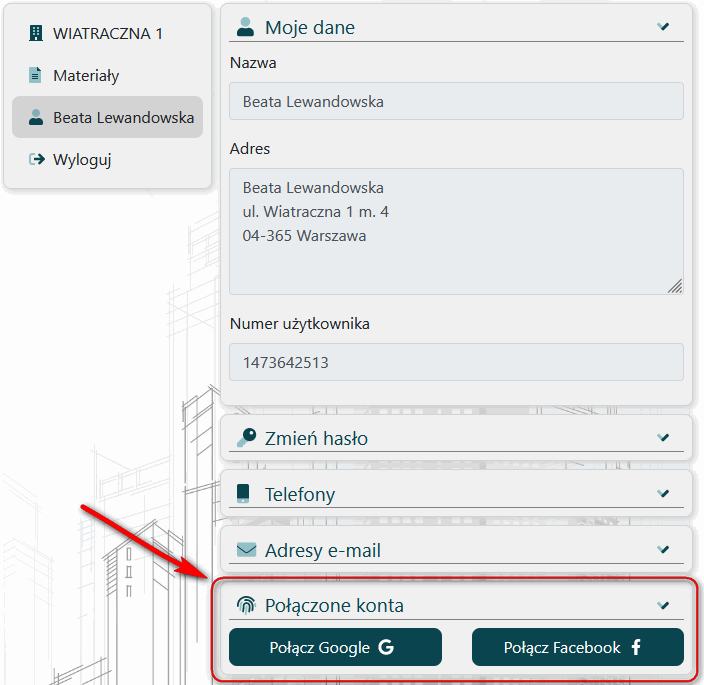 WIATRACZNA 1
Materiały
Beata Lewandowska
Wyloguj
Moje dane
Nazwa
Beata Lewandowska
Adres
Beata Lewandowska
ul. Wiatraczna 1 m. 4
04-365 Warszawa
Numer użytkownika
1473642513
Zmień hasło
Telefony
Adresy e-mail
Połączone konta
Połącz Google G
Połącz Facebook f